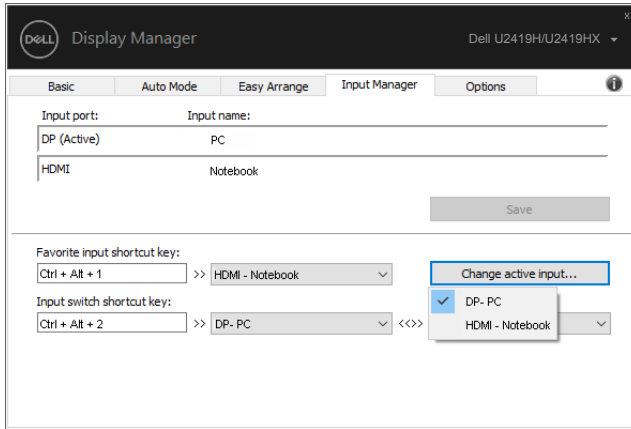 DELL Display Manager Dell U2419H/U2419HX
Basic Auto Mode Easy Arrange Input Manager Options
Input port: Input name:
DP (Active) PC
HDMI Notebook
Save
Favorite input shortcut key:
Ctrl + Alt + 1 >> HDMI - Notebook Change active input...
Input switch shortcut key:
Ctrl + Alt + 2 >> DP- PC <<>>
DP- PC
HDMI - Notebook